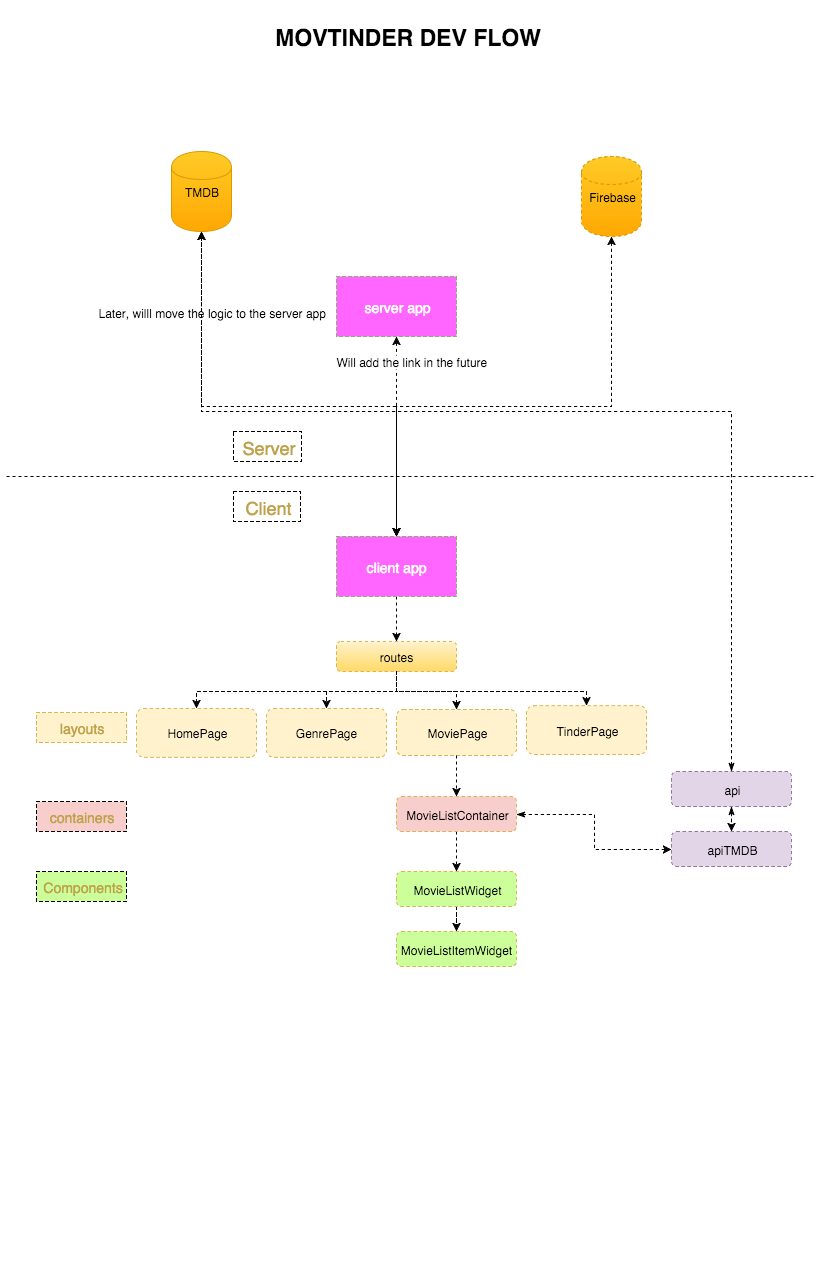 MOVTINDER DEV FLOW
TMDB
Firebase
server app
Later, willl move the logic to the server app
Will add the link in the future
Server
Client
client app
routes
layouts
HomePage
GenrePage
MoviePage
TinderPage
api
containers
MovieListContainer
apiTMDB
Components
MovieListWidget
MovieListItemWidget